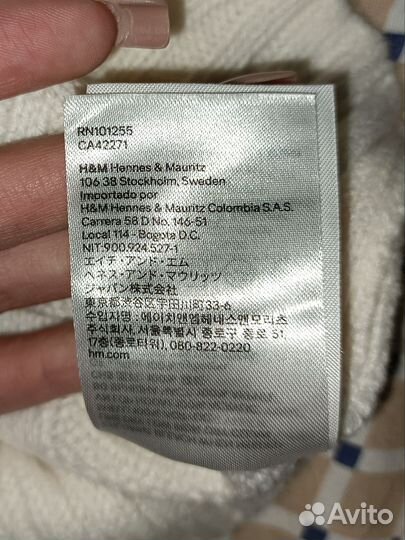 RN101255
CA42271
H&M Hennes & Mauritz
106 38 Stockholm, Sweden
Importado por
H&M Hennes & Mauritz Colombia S.A.S.
Carrera 58 D No. 146-51
Local 114 - Bogota D.C.
NIT:900.924.527-1
エイチ・アンド・エム
ヘネス・アンド・マウリッツ
ジャパン株式会社
東京都渋谷区宇田川町33-6
수입자명 : 에이치앤엠헤네스앤모리츠
주식회사, 서울특별시 종로구 종로 51,
17층(종로타워), 080-822-0220
hm.com
Avito